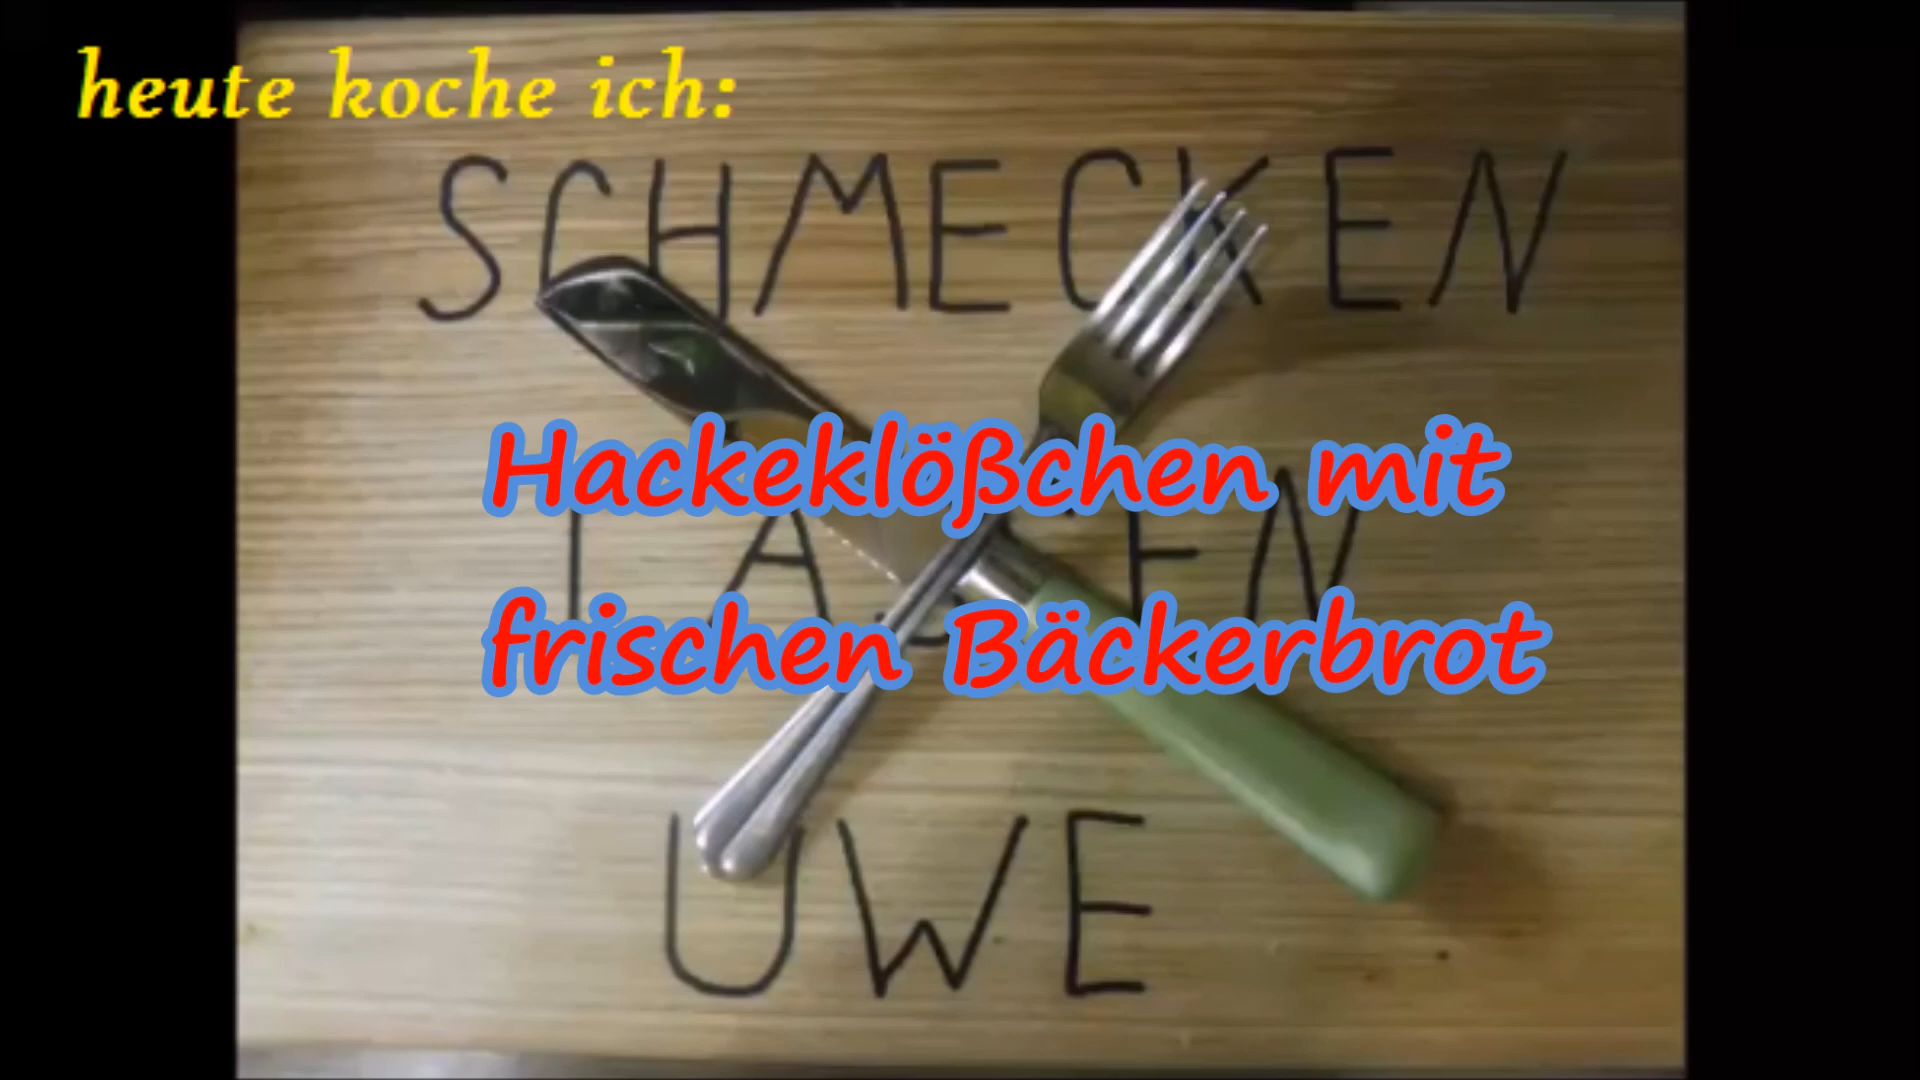 heute koche ich:
SCHMECKEN
Hackeklößchen mit
frischen Bäckerbrot
UWE